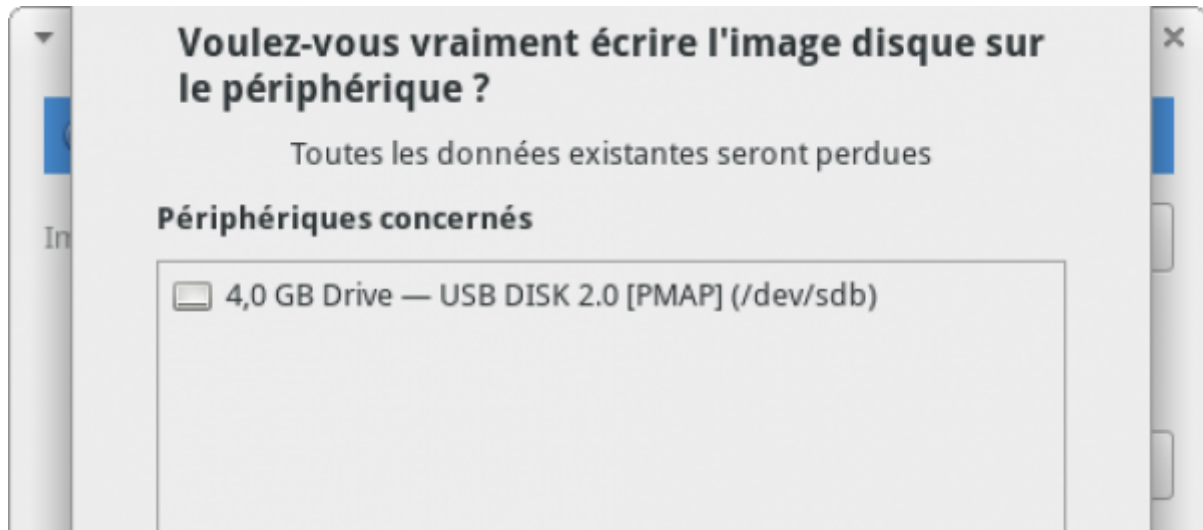 Voulez-vous vraiment écrire l'image disque sur
le périphérique ?
Toutes les données existantes seront perdues
Périphériques concernés
4,0 GB Drive — USB DISK 2.0 [PMAP] (/dev/sdb)